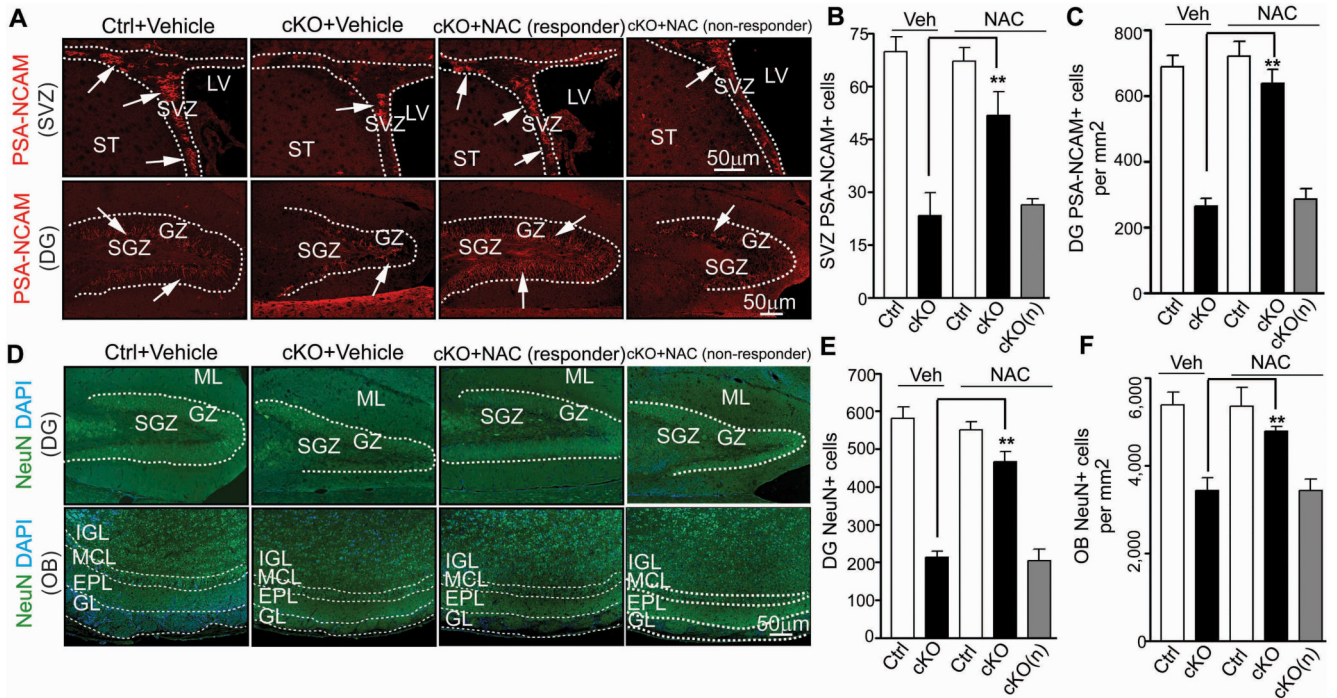 A
Ctrl+Vehicle
cKO+Vehicle
cKO+NAC (responder)
cKO+NAC (non-responder)
PSA-NCAM
(SVZ)
LV
SVZ
ST
LV
SVZ
ST
LV
SVZ
ST
LV
SVZ
ST
50μm
PSA-NCAM
(DG)
GZ
SGZ
GZ
SGZ
GZ
SGZ
GZ
SGZ
50μm
B
Veh
NAC
SVZ PSA-NCAM+ cells
75
60
45
30
15
0
**
Ctrl
cKO
Ctrl
cKO
cKO(n)
C
Veh
NAC
DG PSA-NCAM+ cells
per mm2
800
600
400
200
0
**
Ctrl
cKO
Ctrl
cKO
cKO(n)
D
Ctrl+Vehicle
cKO+Vehicle
cKO+NAC (responder)
cKO+NAC (non-responder)
NeuN DAPI
(DG)
ML
GZ
SGZ
ML
GZ
SGZ
ML
GZ
SGZ
ML
GZ
SGZ
NeuN DAPI
(OB)
IGL
MCL
EPL
GL
IGL
MCL
EPL
GL
IGL
MCL
EPL
GL
IGL
MCL
EPL
GL
50μm
E
Veh
NAC
DG NeuN+ cells
700
600
500
400
300
200
100
0
**
Ctrl
cKO
Ctrl
cKO
cKO(n)
F
Veh
NAC
OB NeuN+ cells
per mm2
6,000
4,000
2,000
0
**
Ctrl
cKO
Ctrl
cKO
cKO(n)